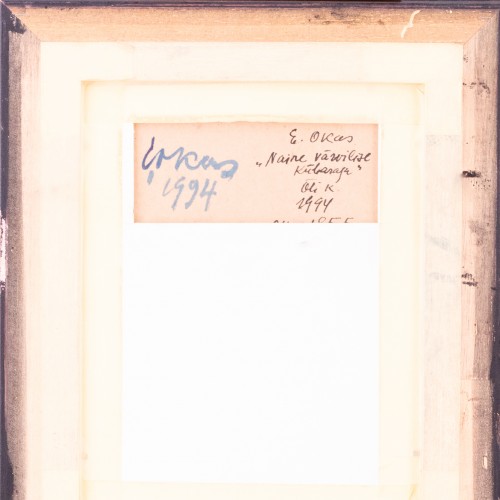 E. Okas
1994
E. Okas
„Naine värvilise
Kübaraga"
Õli K
1994